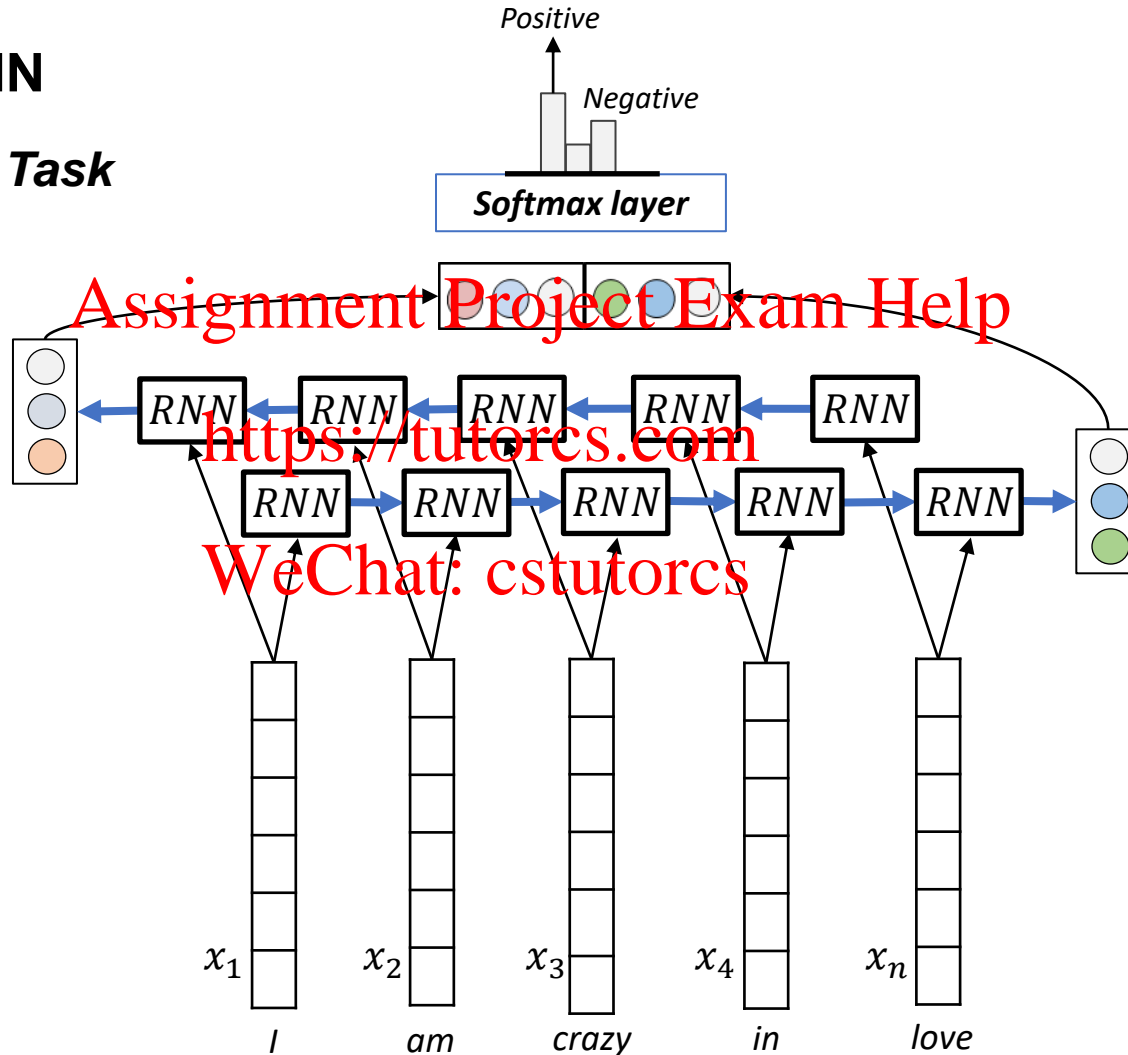 Positive
NN
Negative
Task
Softmax layer
Assignment Project Exam Help
RNN RNN RNN RNN RNN
https://tutorcs.com
RNN RNN RNN RNN RNN
WeChat: cstutorcs
x₁ x₂ x₃ x₄ xₙ
I am crazy in love